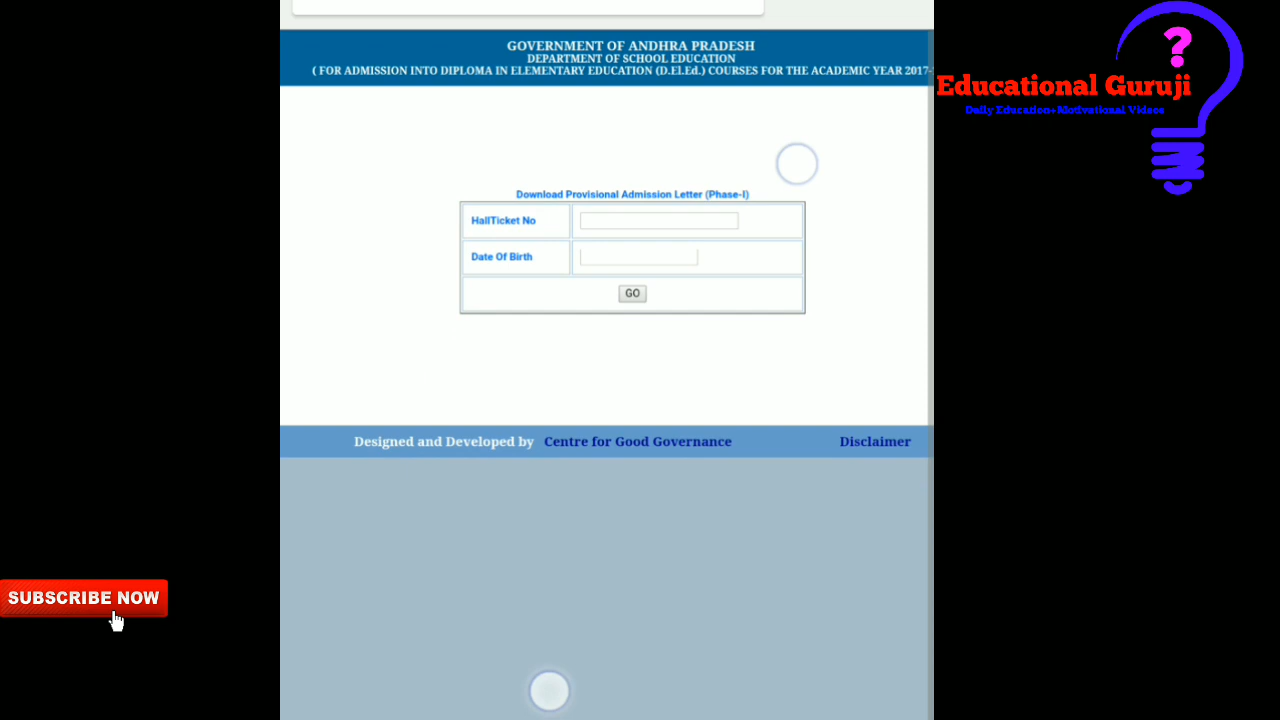 GOVERNMENT OF ANDHRA PRADESH
DEPARTMENT OF SCHOOL EDUCATION
( FOR ADMISSION INTO DIPLOMA IN ELEMENTARY EDUCATION (D.El.Ed.) COURSES FOR THE ACADEMIC YEAR 2017-
?
Educational Guruji
Daily Education+Motivational Videos
Download Provisional Admission Letter (Phase-I)
HallTicket No
Date Of Birth
GO
Designed and Developed by Centre for Good Governance Disclaimer
SUBSCRIBE NOW